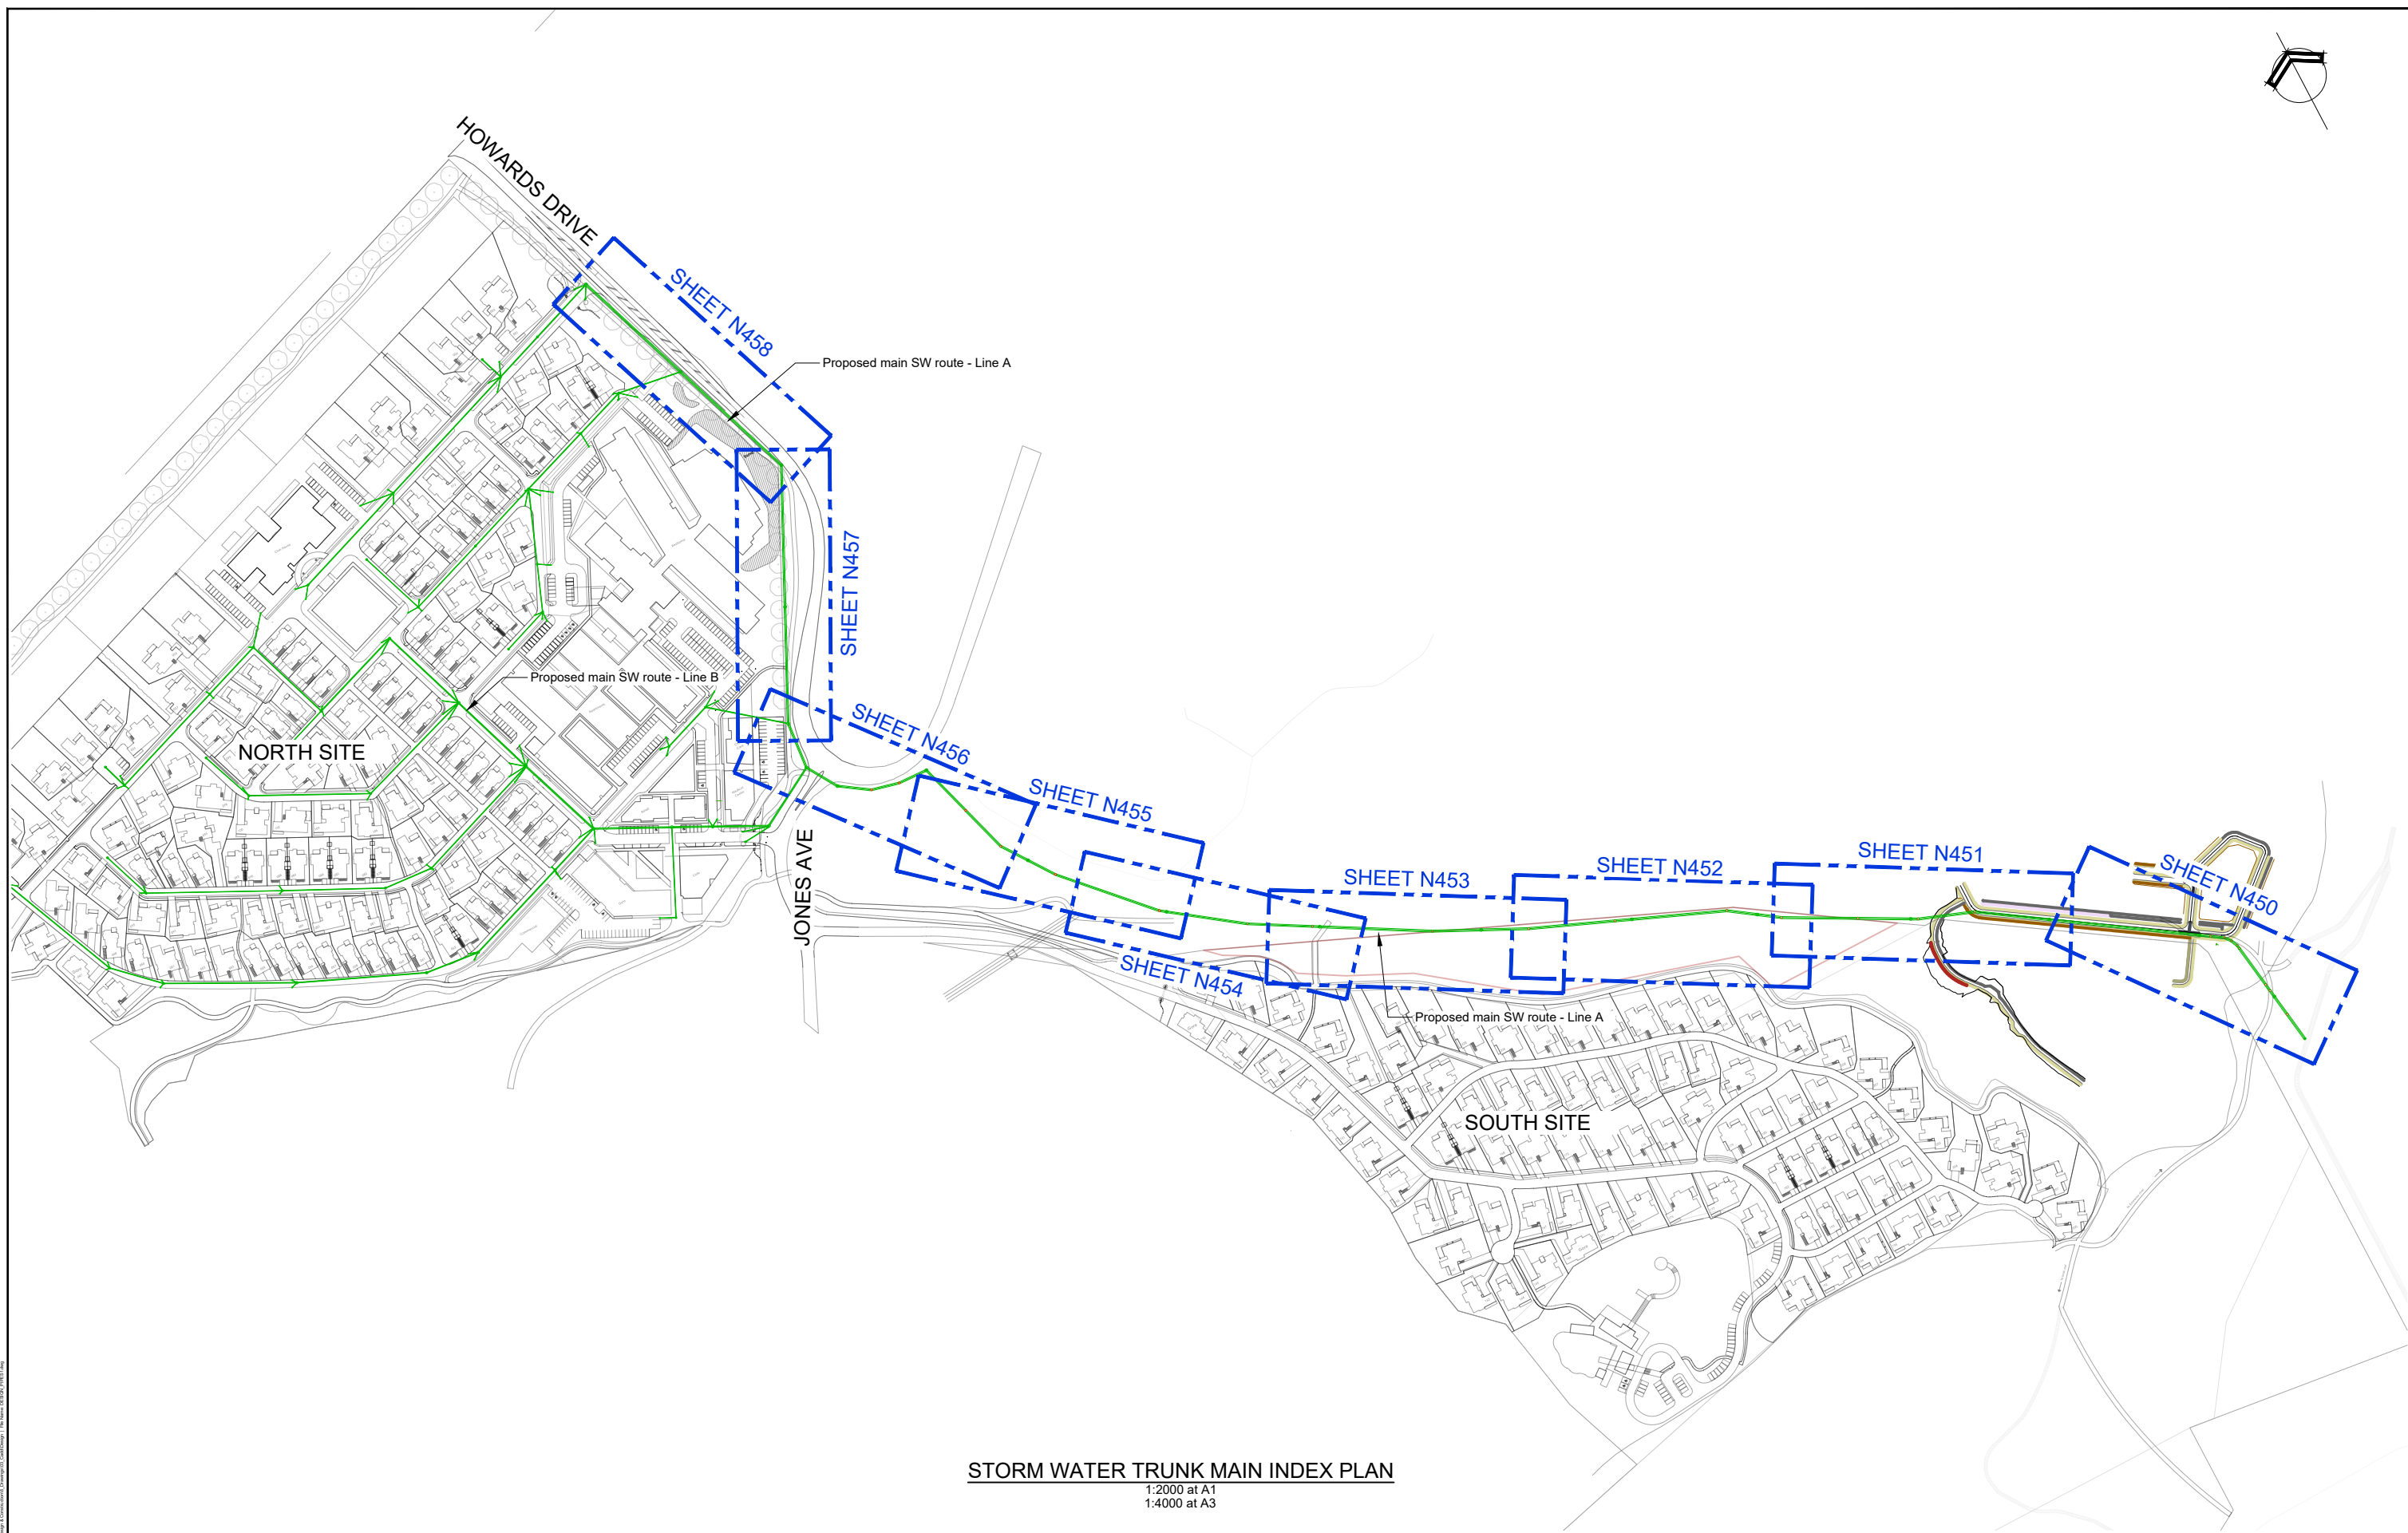 HOWARDS DRIVE
SHEET N458
Proposed main SW route - Line A
SHEET N457
Proposed main SW route - Line B
NORTH SITE
SHEET N456
SHEET N455
JONES AVE
SHEET N454
SHEET N453
SHEET N452
SHEET N451
SHEET N450
Proposed main SW route - Line A
SOUTH SITE
STORM WATER TRUNK MAIN INDEX PLAN
1:2000 at A1
1:4000 at A3